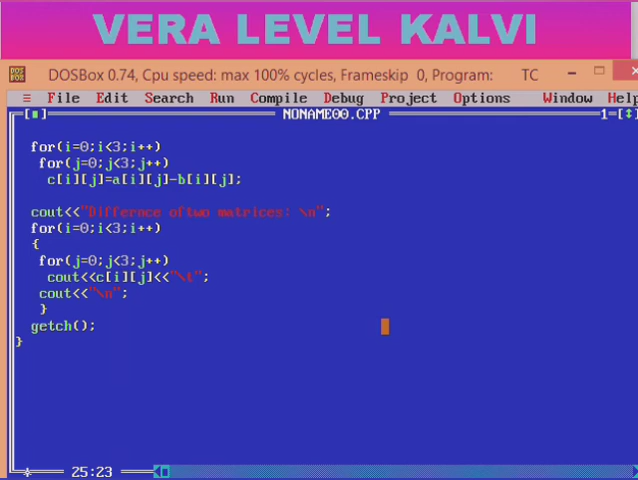 VERA LEVEL KALVI
DOSBox 0.74, Cpu speed: max 100% cycles, Frameskip 0, Program: TC
≡ File Edit Search Run Compile Debug Project Options Window Help
NONAME00.CPP 1=[↕]
for(i=0;i<3;i++)
for(j=0;j<3;j++)
c[i][j]=a[i][j]-b[i][j];
cout<<"Differnce oftwo matrices: \n";
for(i=0;i<3;i++)
{
for(j=0;j<3;j++)
cout<<c[i][j]<<"\t";
cout<<"\n";
}
getch();
}
* 25:23